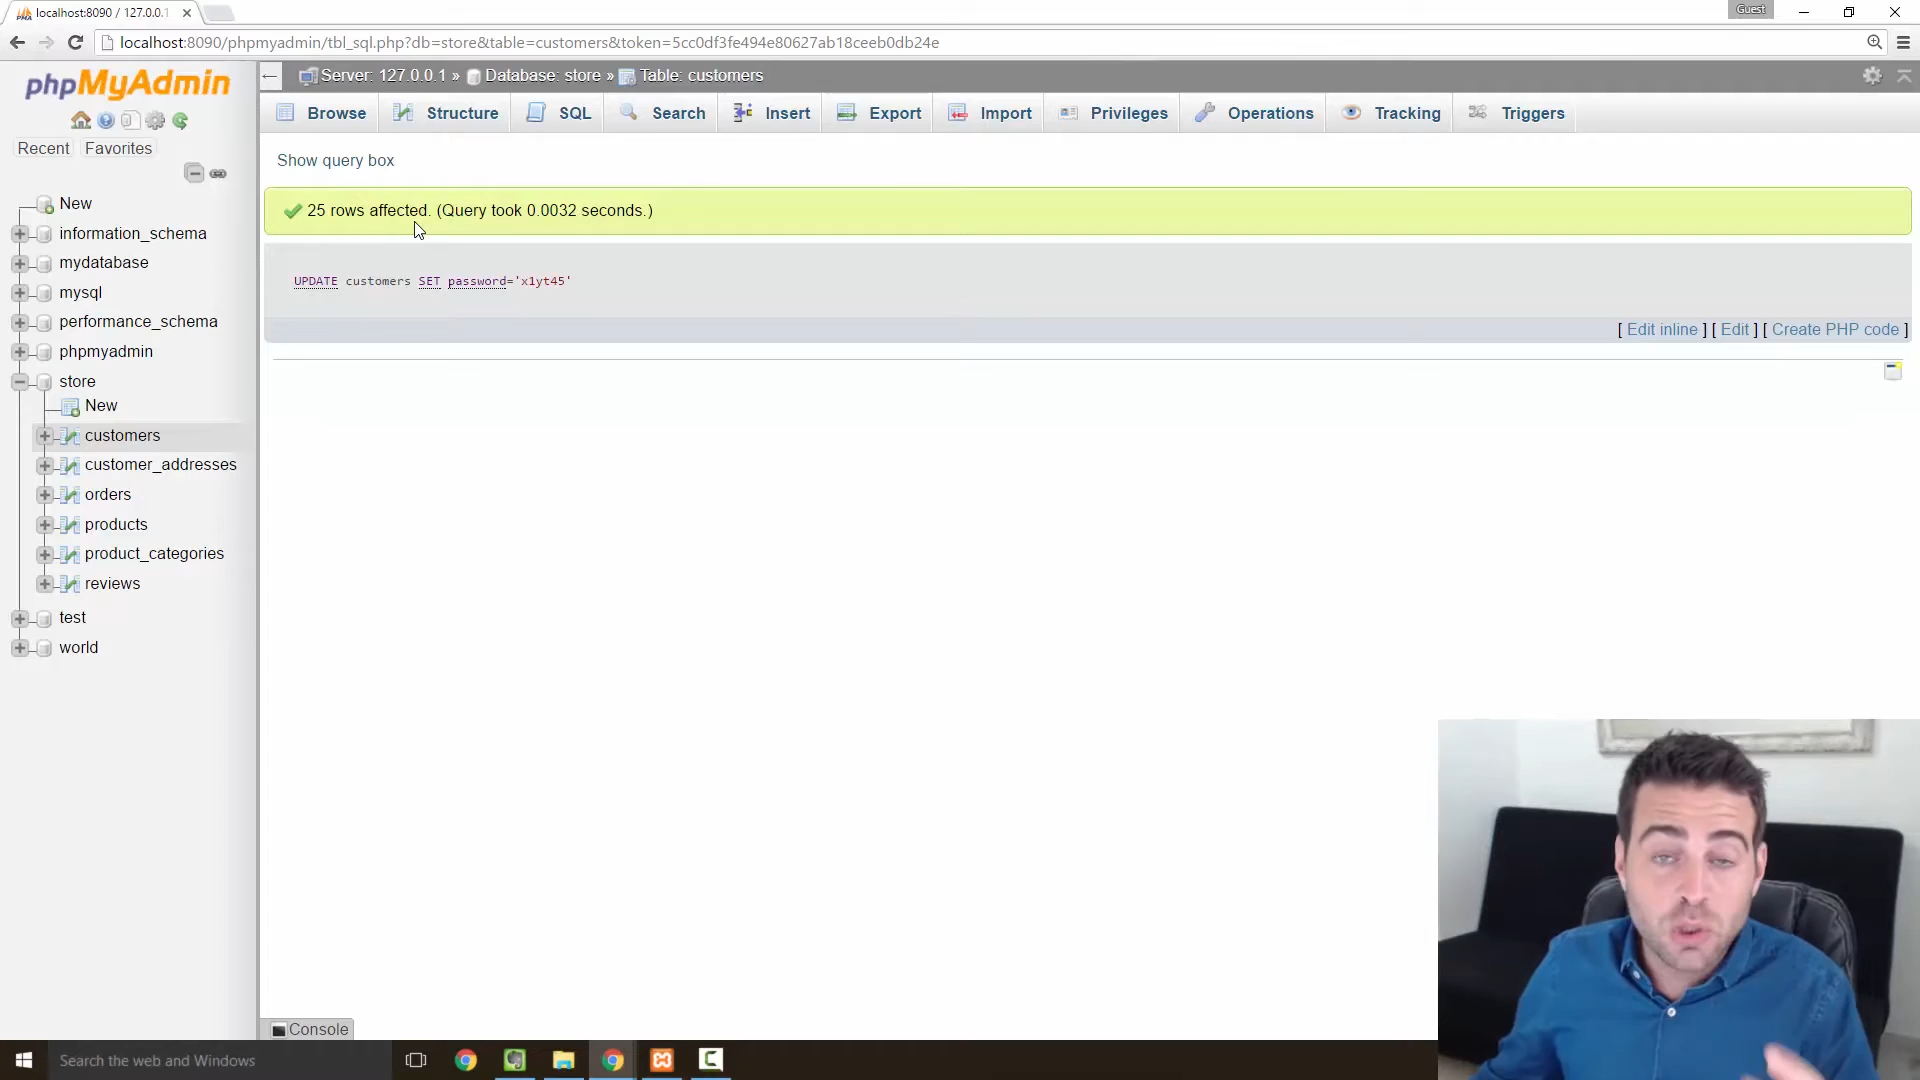 localhost:8090 / 127.0.0.1
Guest
localhost:8090/phpmyadmin/tbl_sql.php?db=store&table=customers&token=5cc0df3fe494e80627ab18ceeb0db24e
phpMyAdmin
Server: 127.0.0.1 » Database: store » Table: customers
Browse Structure SQL Search Insert Export Import Privileges Operations Tracking Triggers
Recent Favorites
Show query box
25 rows affected. (Query took 0.0032 seconds.)
UPDATE customers SET password='x1yt45'
[ Edit inline ] [ Edit ] [ Create PHP code ]
New
information_schema
mydatabase
mysql
performance_schema
phpmyadmin
store
New
customers
customer_addresses
orders
products
product_categories
reviews
test
world
Console
Search the web and Windows